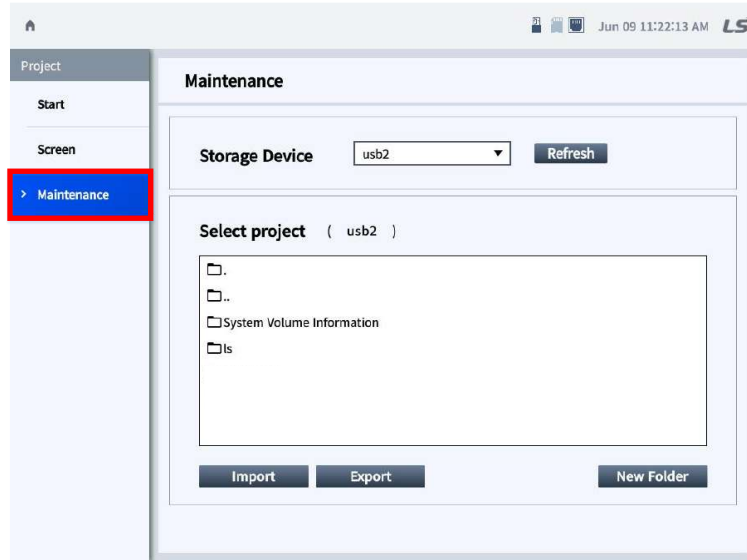 Jun 09 11:22:13 AM LS
Project
Start
Screen
> Maintenance
Maintenance
Storage Device usb2 Refresh
Select project ( usb2 )
.
..
System Volume Information
ls
Import Export New Folder